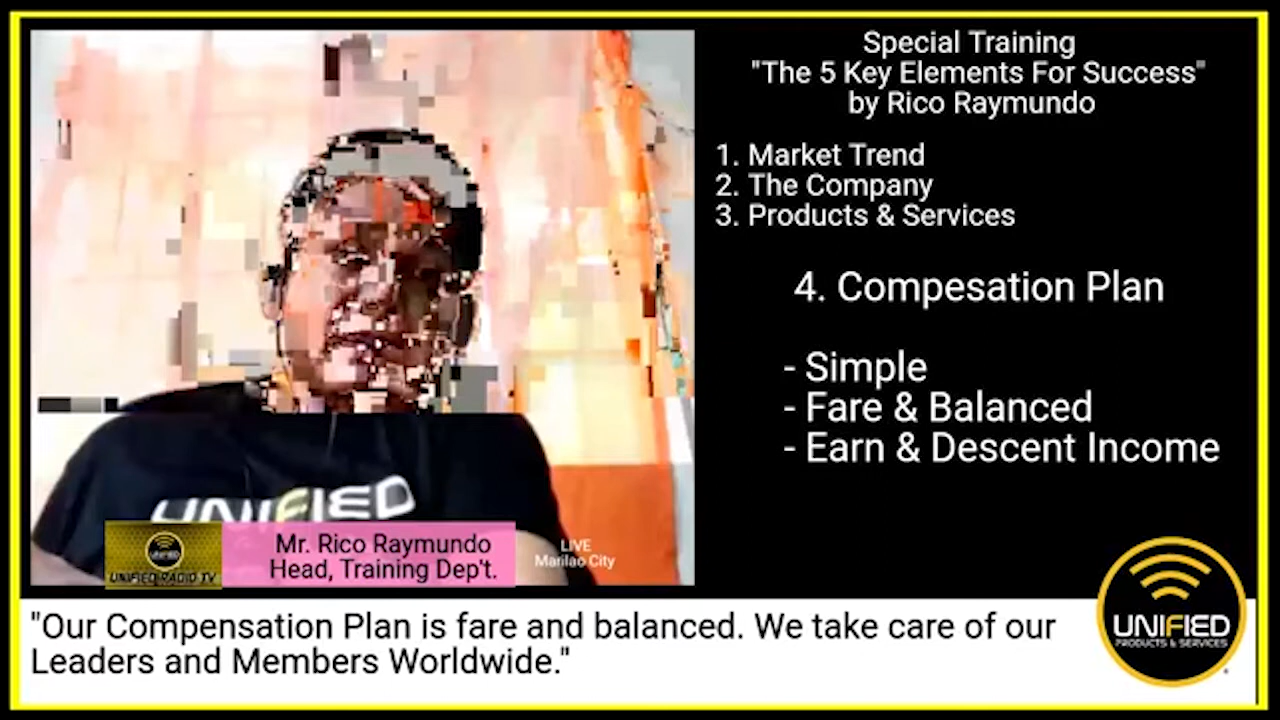 Special Training
"The 5 Key Elements For Success"
by Rico Raymundo
1. Market Trend
2. The Company
3. Products & Services
4. Compesation Plan
- Simple
- Fare & Balanced
- Earn & Descent Income
UNIFIED
UNIFIED RADIO TV
Mr. Rico Raymundo
Head, Training Dep't.
LIVE
Marilao City
"Our Compensation Plan is fare and balanced. We take care of our
Leaders and Members Worldwide."
UNIFIED
PRODUCTS & SERVICES